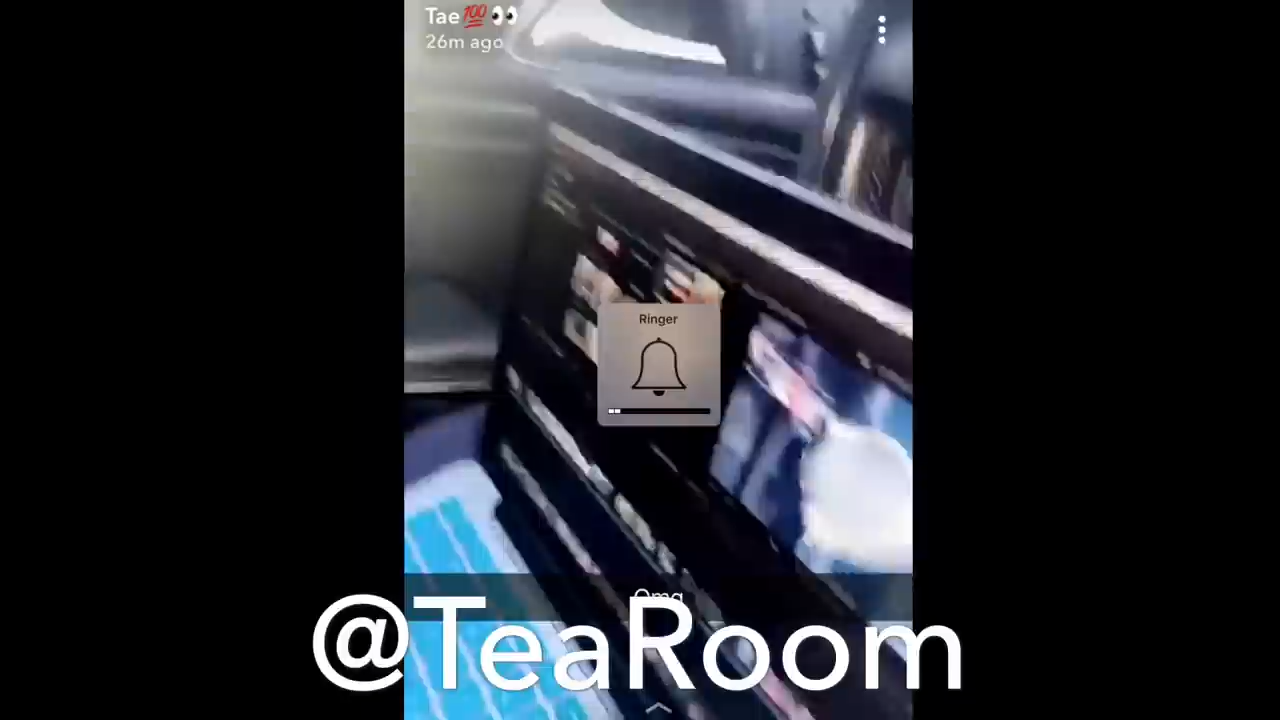 Tae💯👀
26m ago
Ringer
Omg
@TeaRoom